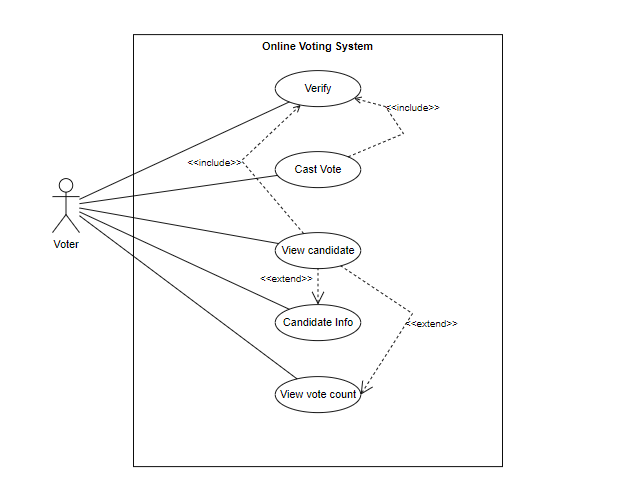 Online Voting System
Verify
<<include>>
<<include>>
Cast Vote
Voter
View candidate
<<extend>>
Candidate Info
<<extend>>
View vote count